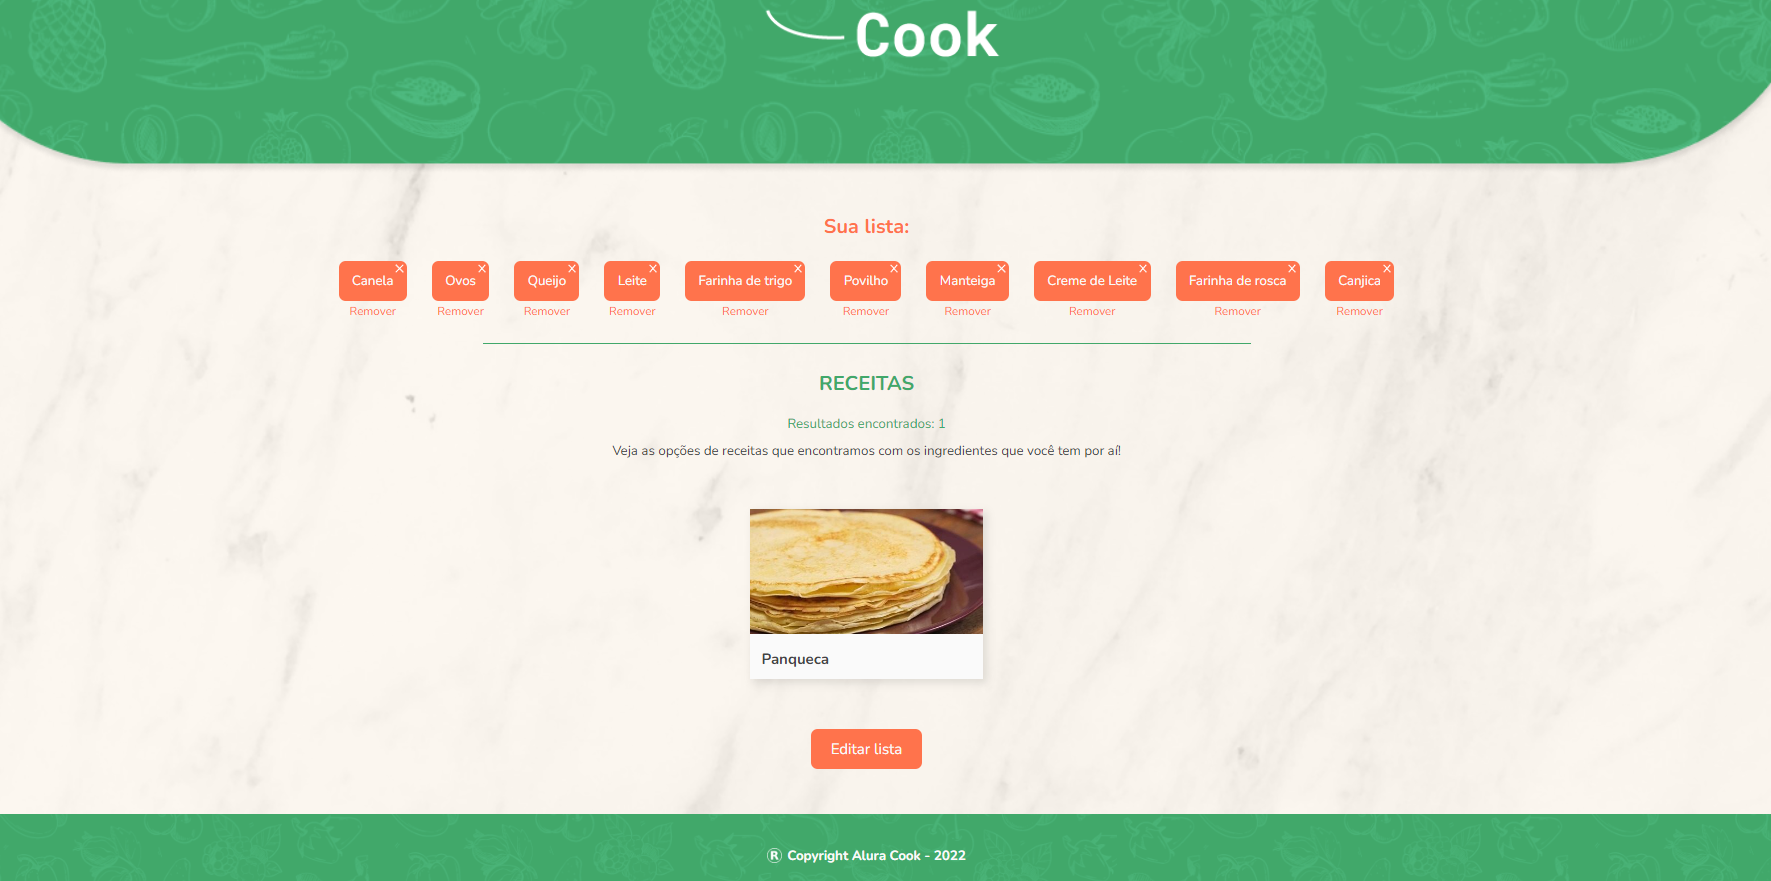 Cook
Sua lista:
Canela X Ovos X Queijo X Leite X Farinha de trigo X Povilho X Manteiga X Creme de Leite X Farinha de rosca X Canjica X
Remover Remover Remover Remover Remover Remover Remover Remover Remover Remover
RECEITAS
Resultados encontrados: 1
Veja as opções de receitas que encontramos com os ingredientes que você tem por aí!
Panqueca
Editar lista
® Copyright Alura Cook - 2022